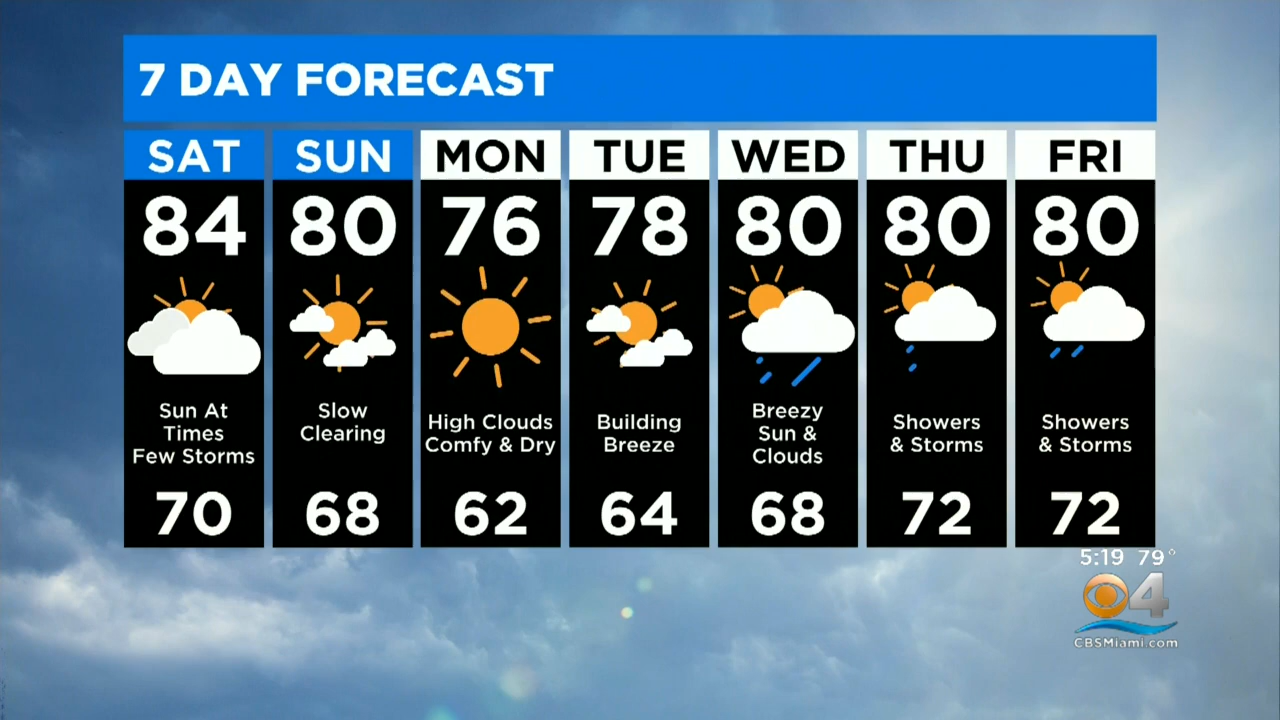 7 DAY FORECAST
SAT SUN MON TUE WED THU FRI
84 80 76 78 80 80 80
Sun At
Times
Few Storms
Slow
Clearing
High Clouds
Comfy & Dry
Building
Breeze
Breezy
Sun &
Clouds
Showers
& Storms
Showers
& Storms
70 68 62 64 68 72 72
5:19 79°
4
CBSMiami.com